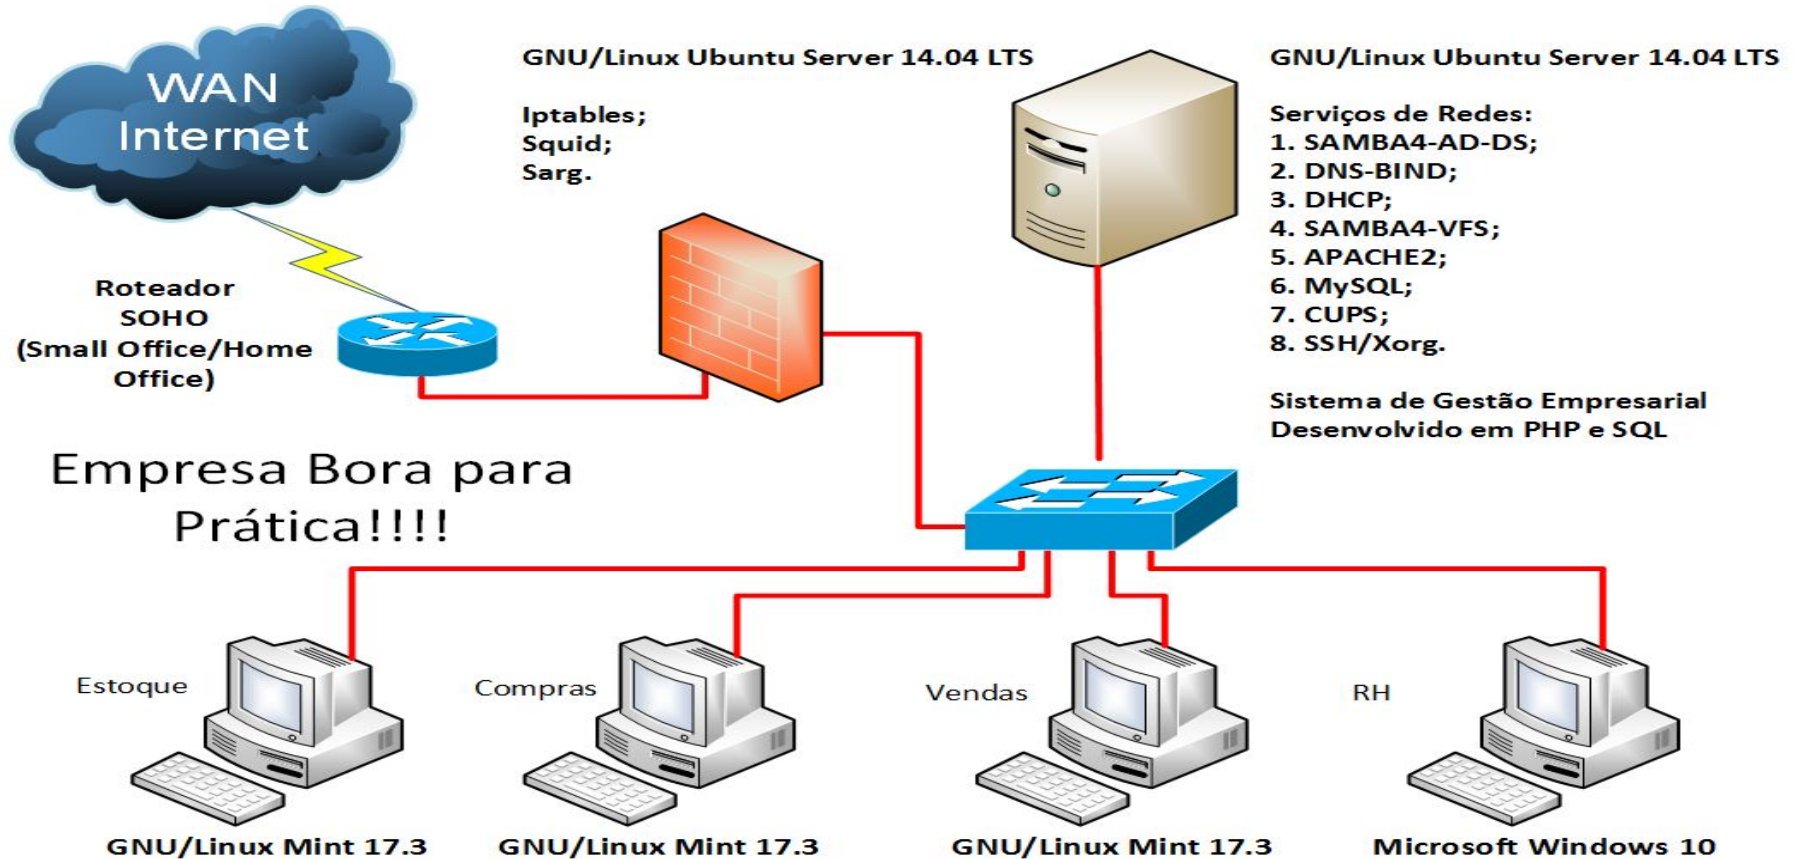 WAN
Internet
GNU/Linux Ubuntu Server 14.04 LTS
Iptables;
Squid;
Sarg.
GNU/Linux Ubuntu Server 14.04 LTS
Serviços de Redes:
1. SAMBA4-AD-DS;
2. DNS-BIND;
3. DHCP;
4. SAMBA4-VFS;
5. APACHE2;
6. MySQL;
7. CUPS;
8. SSH/Xorg.
Sistema de Gestão Empresarial
Desenvolvido em PHP e SQL
Roteador
SOHO
(Small Office/Home
Office)
Empresa Bora para
Prática!!!!
Estoque
Compras
Vendas
RH
GNU/Linux Mint 17.3
GNU/Linux Mint 17.3
GNU/Linux Mint 17.3
Microsoft Windows 10